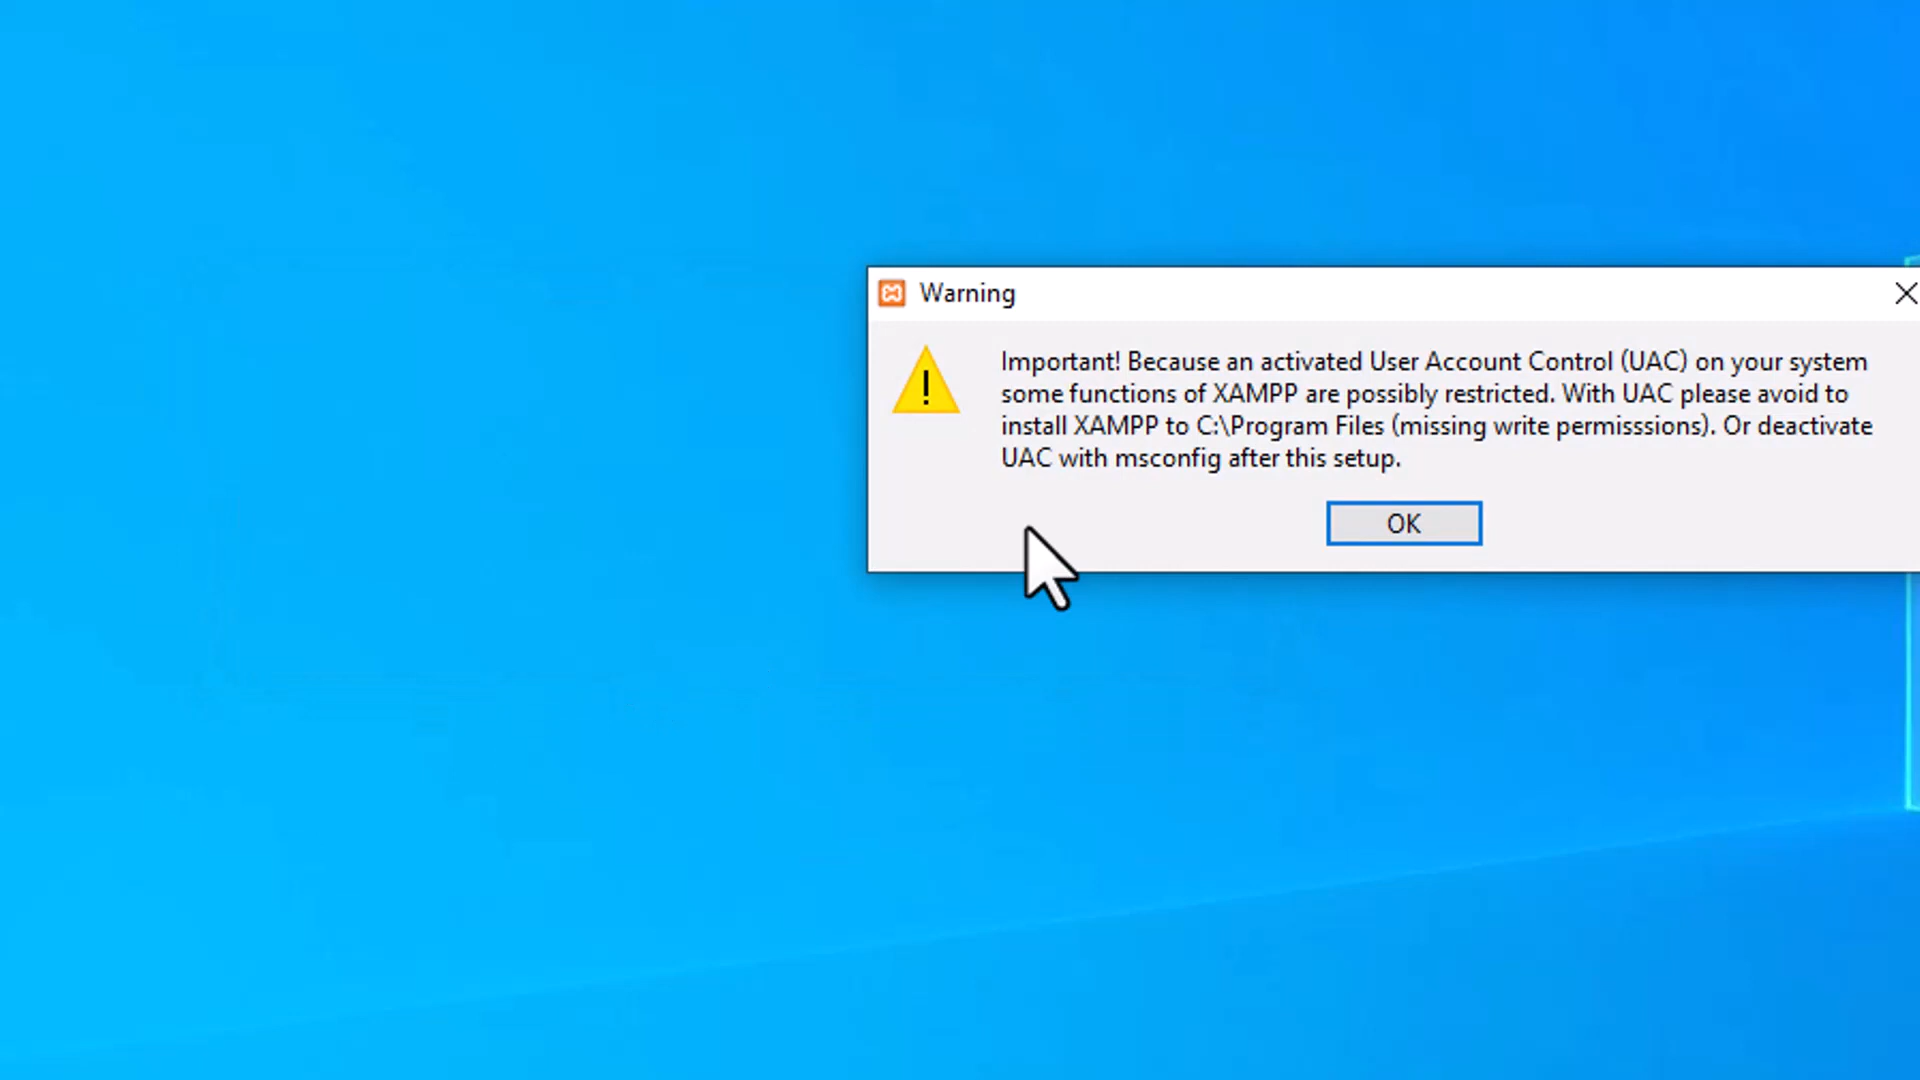 Warning
Important! Because an activated User Account Control (UAC) on your system
some functions of XAMPP are possibly restricted. With UAC please avoid to
install XAMPP to C:\Program Files (missing write permisssions). Or deactivate
UAC with msconfig after this setup.
OK